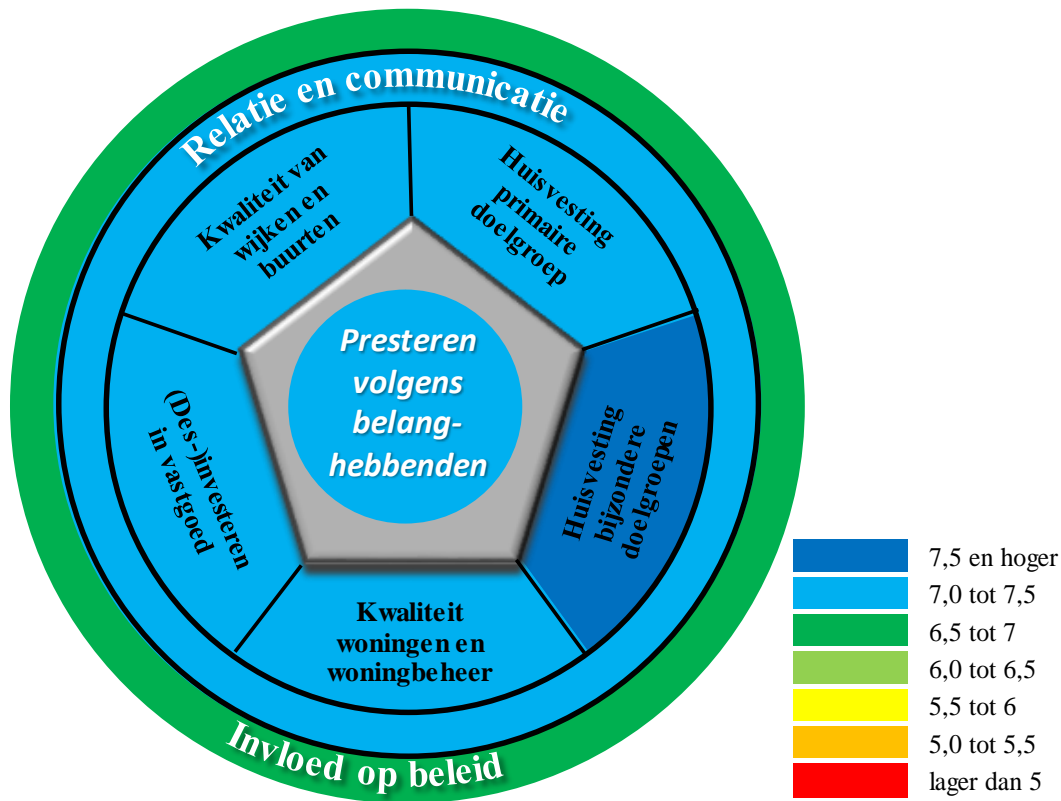 Relatie en communicatie
Kwaliteit van
wijken en
buurten
Huisvesting
primaire
doelgroep
Presteren
volgens
belang-
hebbenden
(Des-)investeren
in vastgoed
Huisvesting
bijzondere
doelgroepen
Kwaliteit
woningen en
woningbeheer
Invloed op beleid
7,5 en hoger
7,0 tot 7,5
6,5 tot 7
6,0 tot 6,5
5,5 tot 6
5,0 tot 5,5
lager dan 5